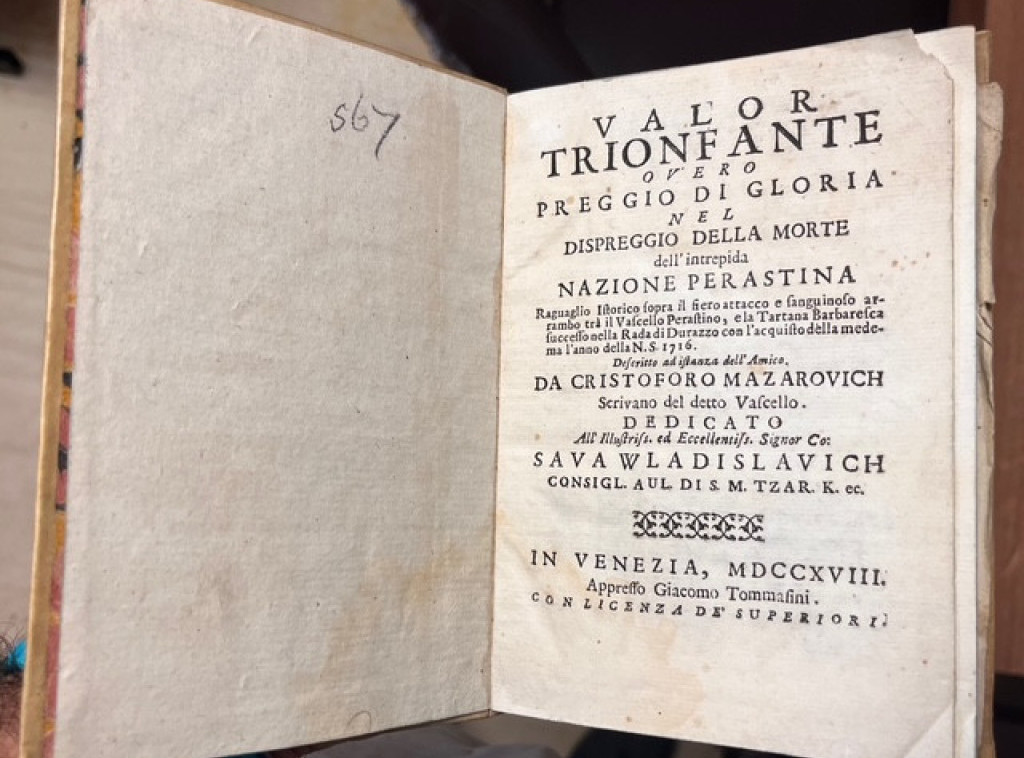 567
VALOR
TRIONFANTE
OVERO
PREGGIO DI GLORIA
NEL
DISPREGGIO DELLA MORTE
dell'intrepida
NAZIONE PERASTINA
Raguaglio Istorico sopra il fiero attacco e sanguinoso ar-
rambo trà il Vascello Perastino, e la Tartana Barbaresca
successo nella Rada di Durazzo con l'acquisto della mede-
ma l'anno della N.S. 1716.
Descritto ad istanza dell'Amico.
DA CRISTOFORO MAZAROVICH
Scrivano del detto Vascello.
DEDICATO
All' Illustriss. ed Eccellentiss. Signor Co:
SAVA WLADISLAVICH
CONSIGL. AUL. DI S. M. TZAR. K. ec.
IN VENEZIA, MDCCXVIII.
Appresso Giacomo Tommasini.
CON LICENZA DE' SUPERIORI.